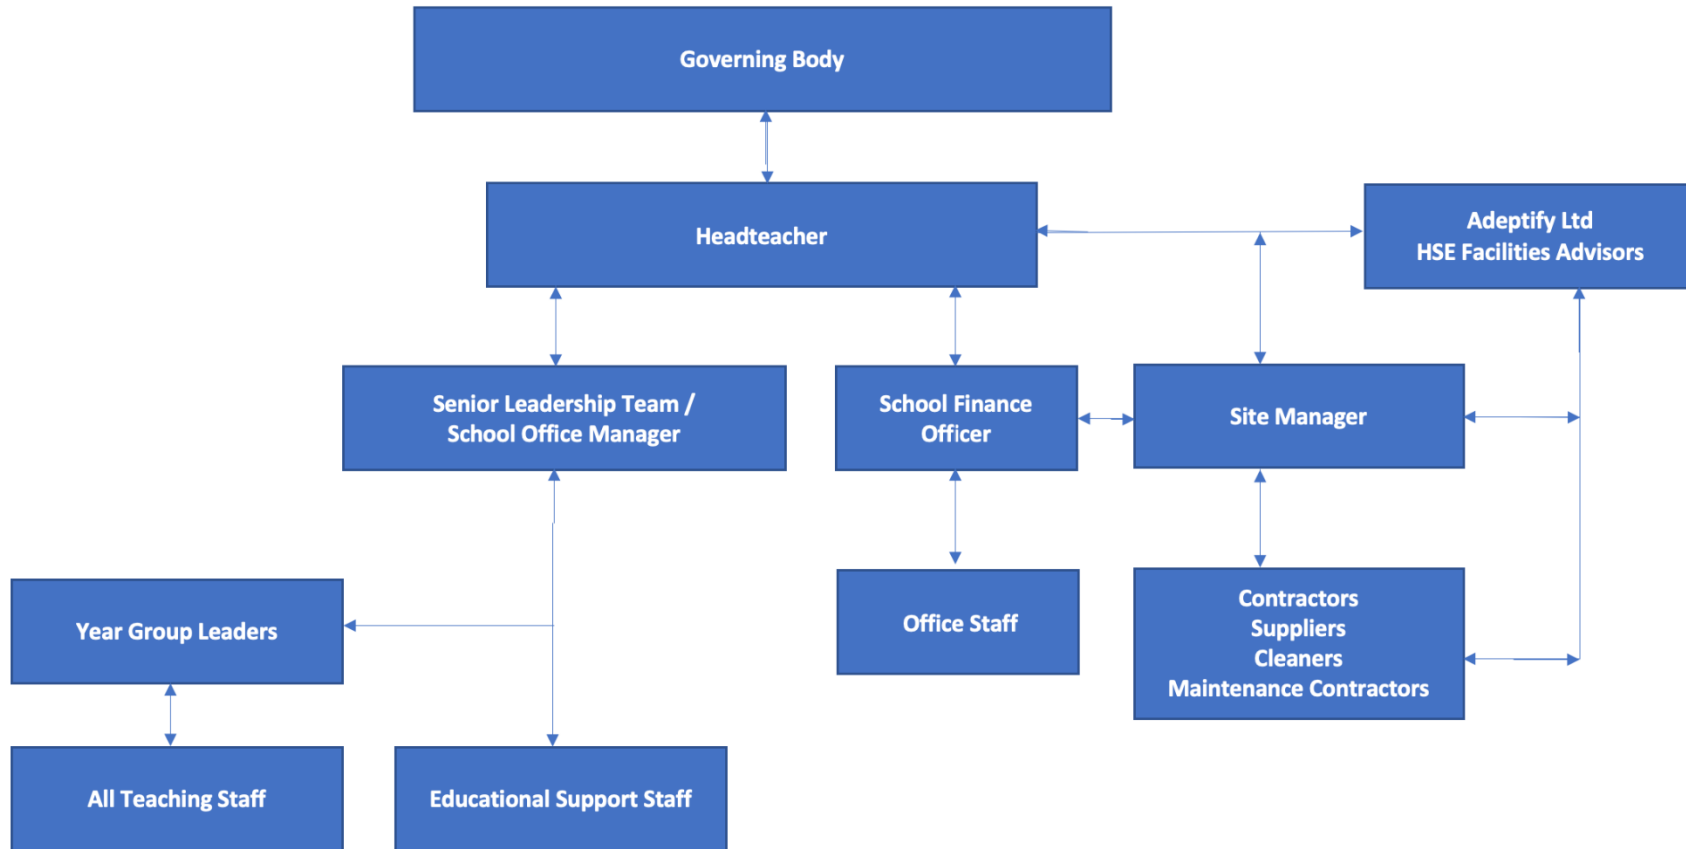 Governing Body
Headteacher
Adeptify Ltd
HSE Facilities Advisors
Senior Leadership Team /
School Office Manager
School Finance
Officer
Site Manager
Year Group Leaders
Office Staff
Contractors
Suppliers
Cleaners
Maintenance Contractors
All Teaching Staff
Educational Support Staff